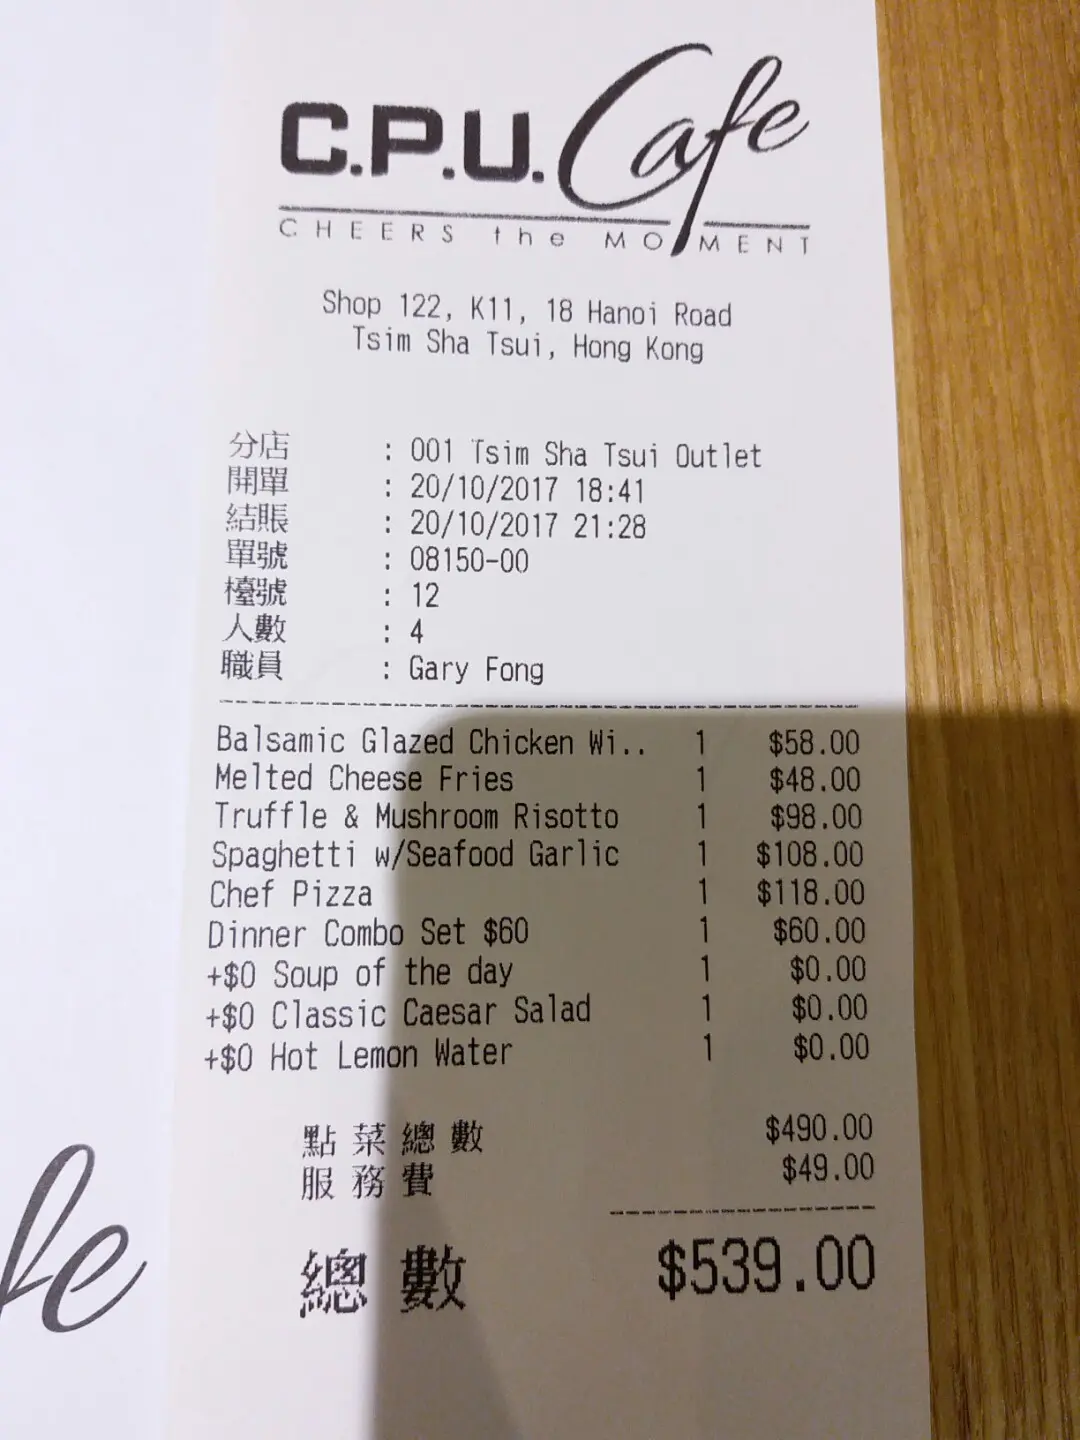 C.P.U. Cafe
CHEERS the MOMENT
Shop 122, K11, 18 Hanoi Road
Tsim Sha Tsui, Hong Kong
分店 : 001 Tsim Sha Tsui Outlet
開單 : 20/10/2017 18:41
結賬 : 20/10/2017 21:28
單號 : 08150-00
檯號 : 12
人數 : 4
職員 : Gary Fong
Balsamic Glazed Chicken Wi.. 1 $58.00
Melted Cheese Fries 1 $48.00
Truffle & Mushroom Risotto 1 $98.00
Spaghetti w/Seafood Garlic 1 $108.00
Chef Pizza 1 $118.00
Dinner Combo Set $60 1 $60.00
+$0 Soup of the day 1 $0.00
+$0 Classic Caesar Salad 1 $0.00
+$0 Hot Lemon Water 1 $0.00
點菜總數 $490.00
服務費 $49.00
總數 $539.00
fe